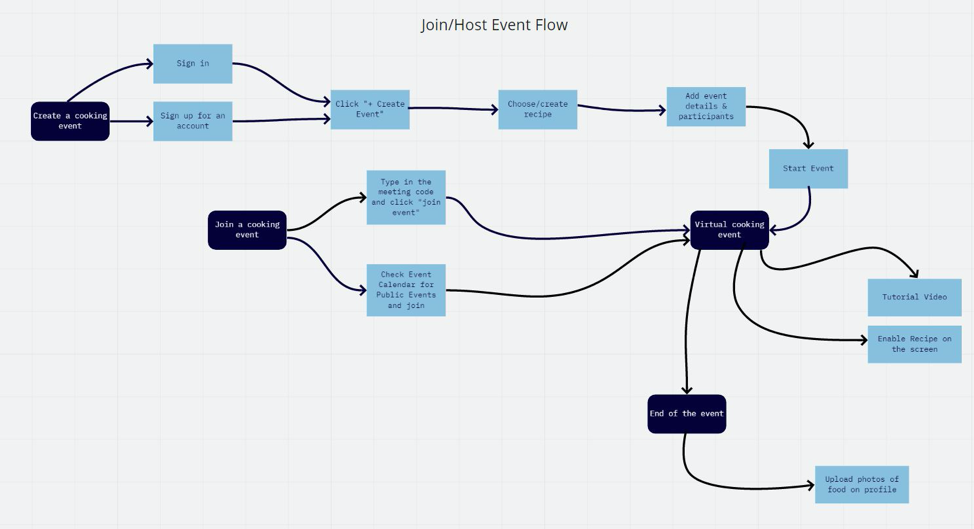 Join/Host Event Flow
Sign in
Create a cooking
event
Sign up for an
account
Click "+ Create
Event"
Choose/create
recipe
Add event
details &
participants
Start Event
Type in the
meeting code
and click "join
event"
Join a cooking
event
Virtual cooking
event
Check Event
Calendar for
Public Events
and join
Tutorial Video
Enable Recipe on
the screen
End of the event
Upload photos of
food on profile